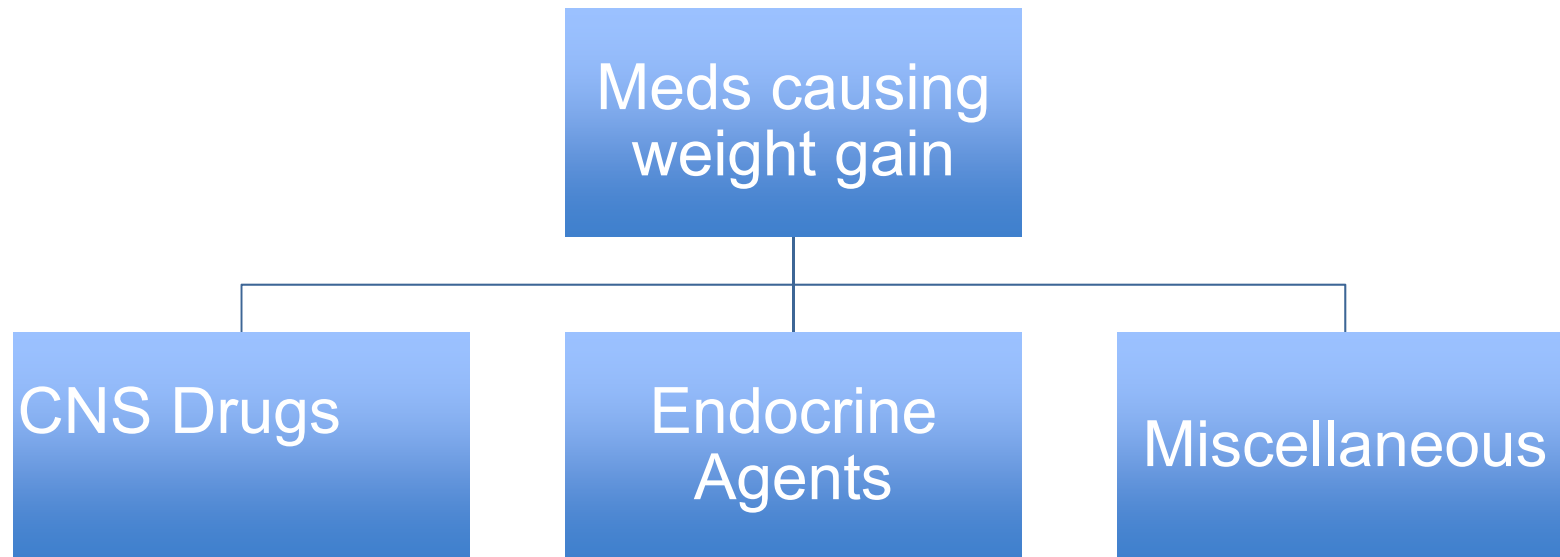 Meds causing
weight gain
CNS Drugs
Endocrine
Agents
Miscellaneous